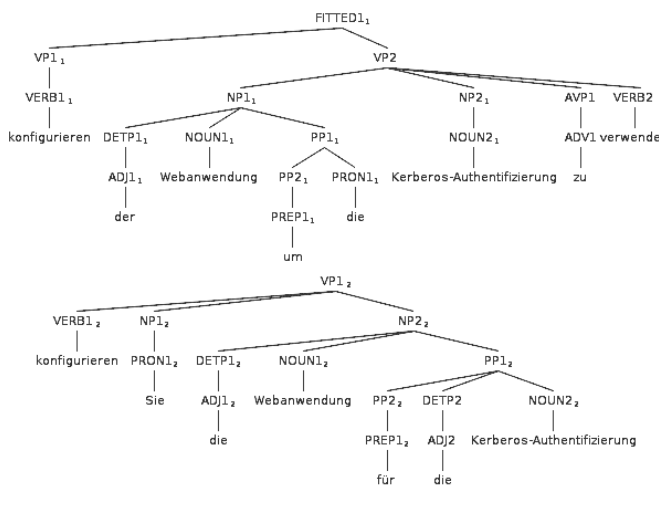 FITTED1₁
VP1₁ VP2
VERB1₁ NP1₁ NP2₁ AVP1 VERB2
konfigurieren DETP1₁ NOUN1₁ PP1₁ NOUN2₁ ADV1 verwende
ADJ1₁ Webanwendung PP2₁ PRON1₁ Kerberos-Authentifizierung zu
der PREP1₁ die
um
VP1₂
VERB1₂ NP1₂ NP2₂
konfigurieren PRON1₂ DETP1₂ NOUN1₂ PP1₂
Sie ADJ1₂ Webanwendung PP2₂ DETP2 NOUN2₂
die PREP1₂ ADJ2 Kerberos-Authentifizierung
für die